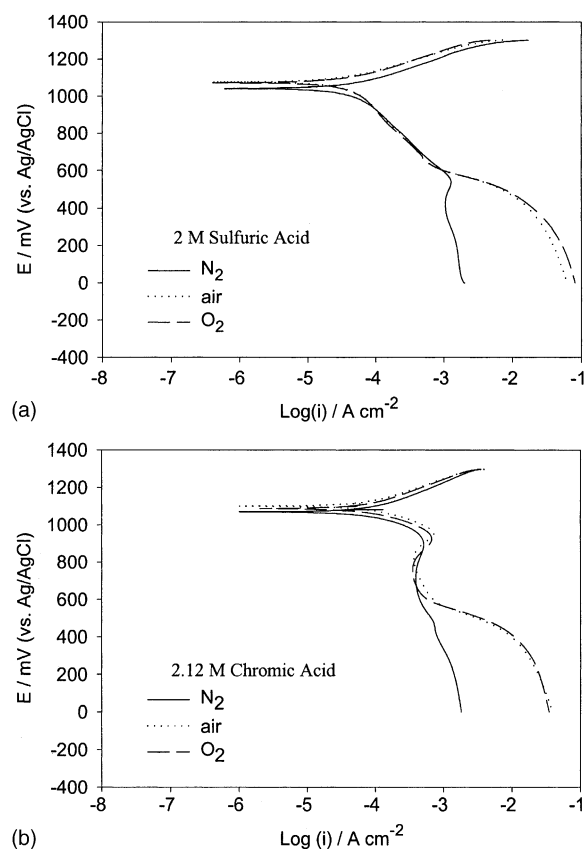 1400
1200
1000
800
600
400
200
0
-200
-400
E / mV (vs. Ag/AgCl)
2 M Sulfuric Acid
N2
air
O2
-8 -7 -6 -5 -4 -3 -2 -1
(a)
Log(i) / A cm-2
1400
1200
1000
800
600
400
200
0
-200
-400
E / mV (vs. Ag/AgCl)
2.12 M Chromic Acid
N2
air
O2
-8 -7 -6 -5 -4 -3 -2 -1
(b)
Log (i) / A cm-2